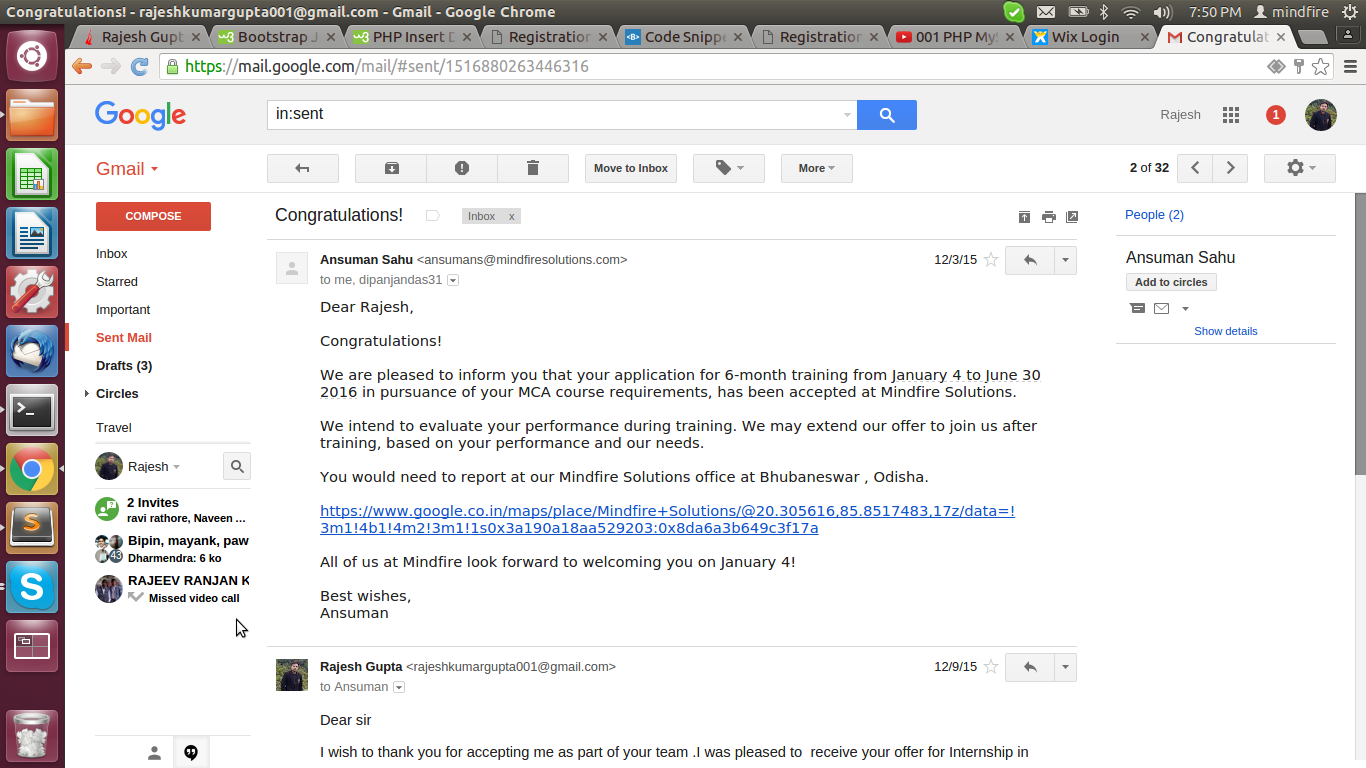 Congratulations! - rajeshkumargupta001@gmail.com - Gmail - Google Chrome
7:50 PM mindfire
Rajesh Gupt
Bootstrap J
PHP Insert D
Registration
Code Snippe
Registration
001 PHP My
Wix Login
Congratulat
https://mail.google.com/mail/#sent/1516880263446316
Google
in:sent
Rajesh
1
Gmail
Move to Inbox
More
2 of 32
COMPOSE
Inbox
Starred
Important
Sent Mail
Drafts (3)
Circles
Travel
Rajesh
2 Invites
ravi rathore, Naveen ...
Bipin, mayank, paw
43
Dharmendra: 6 ko
RAJEEV RANJAN K
Missed video call
Congratulations!
Inbox x
Ansuman Sahu <ansumans@mindfiresolutions.com>
12/3/15
to me, dipanjandas31
Dear Rajesh,
Congratulations!
We are pleased to inform you that your application for 6-month training from January 4 to June 30
2016 in pursuance of your MCA course requirements, has been accepted at Mindfire Solutions.
We intend to evaluate your performance during training. We may extend our offer to join us after
training, based on your performance and our needs.
You would need to report at our Mindfire Solutions office at Bhubaneswar , Odisha.
https://www.google.co.in/maps/place/Mindfire+Solutions/@20.305616,85.8517483,17z/data=!
3m1!4b1!4m2!3m1!1s0x3a190a18aa529203:0x8da6a3b649c3f17a
All of us at Mindfire look forward to welcoming you on January 4!
Best wishes,
Ansuman
Rajesh Gupta <rajeshkumargupta001@gmail.com>
12/9/15
to Ansuman
Dear sir
I wish to thank you for accepting me as part of your team .I was pleased to  receive your offer for Internship in
People (2)
Ansuman Sahu
Add to circles
Show details